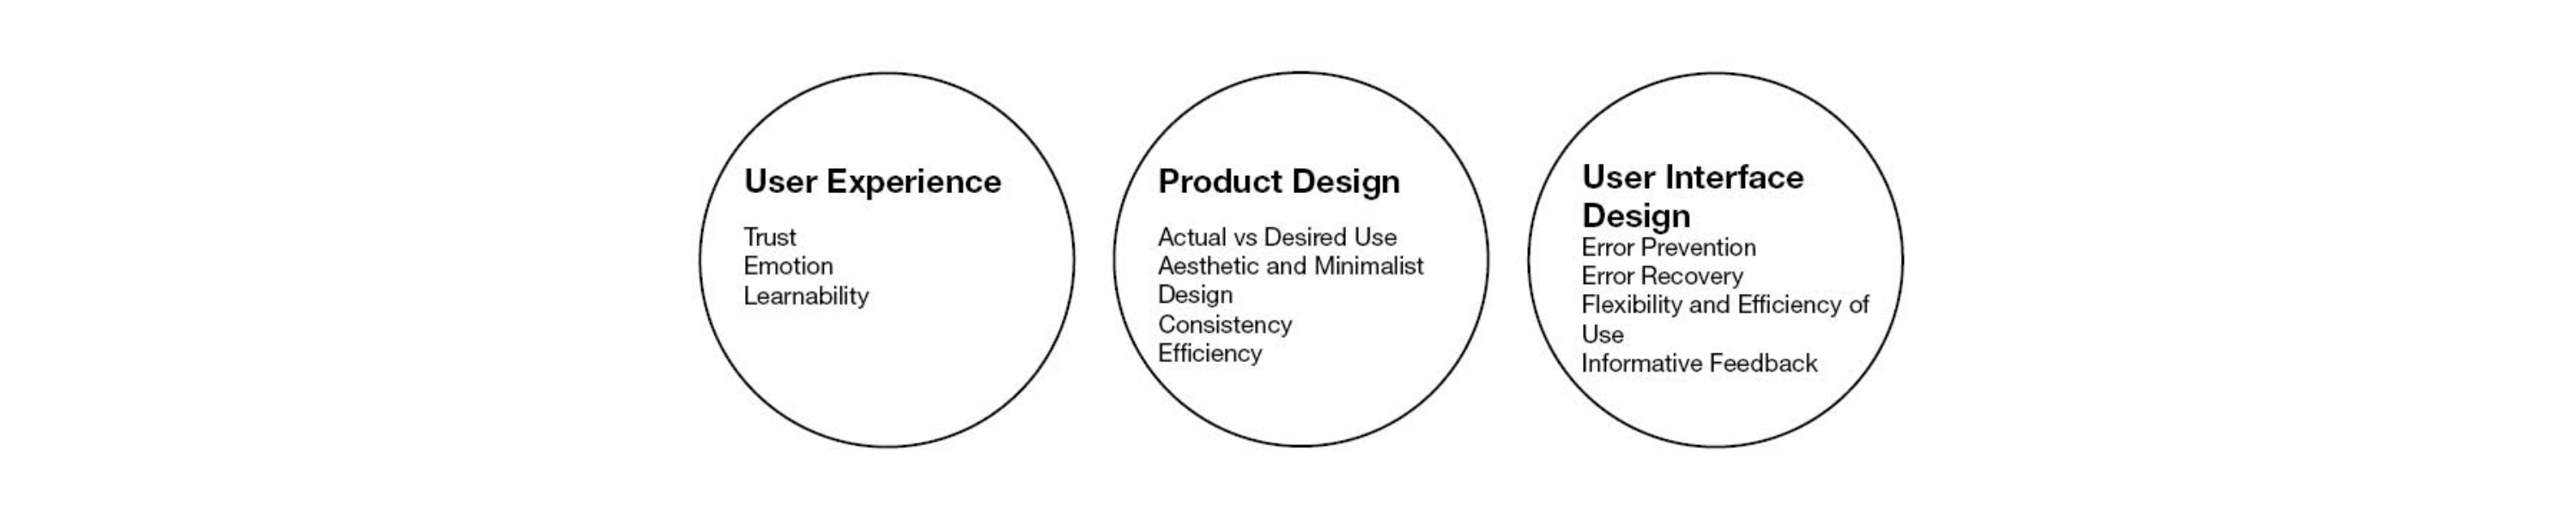 User Experience
Trust
Emotion
Learnability
Product Design
Actual vs Desired Use
Aesthetic and Minimalist
Design
Consistency
Efficiency
User Interface
Design
Error Prevention
Error Recovery
Flexibility and Efficiency of
Use
Informative Feedback